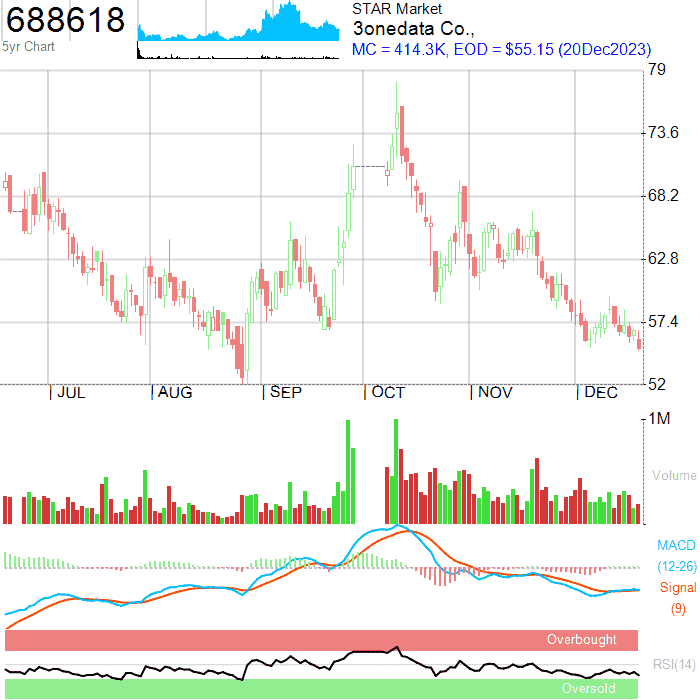 688618
5yr Chart
STAR Market
3onedata Co.,
MC = 414.3K, EOD = $55.15 (20Dec2023)
79
73.6
68.2
62.8
57.4
52
JUL AUG SEP OCT NOV DEC
1M
Volume
MACD
(12-26)
Signal
(9)
Overbought
RSI(14)
Oversold